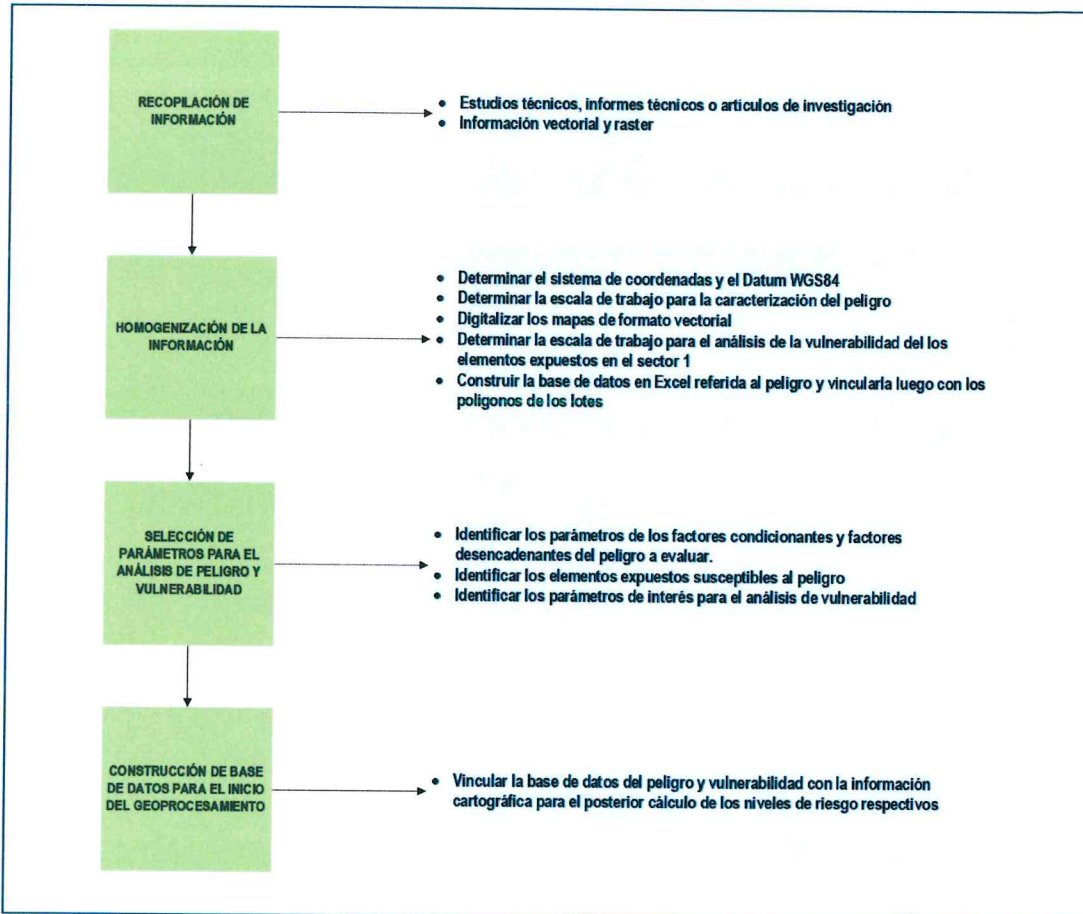 RECOPILACIÓN DE
INFORMACIÓN
• Estudios técnicos, informes técnicos o artículos de investigación
• Información vectorial y raster
HOMOGENIZACIÓN DE LA
INFORMACIÓN
• Determinar el sistema de coordenadas y el Datum WGS84
• Determinar la escala de trabajo para la caracterización del peligro
• Digitalizar los mapas de formato vectorial
• Determinar la escala de trabajo para el análisis de la vulnerabilidad del los
elementos expuestos en el sector 1
• Construir la base de datos en Excel referida al peligro y vincularla luego con los
polígonos de los lotes
SELECCIÓN DE
PARÁMETROS PARA EL
ANÁLISIS DE PELIGRO Y
VULNERABILIDAD
• Identificar los parámetros de los factores condicionantes y factores
desencadenantes del peligro a evaluar.
• Identificar los elementos expuestos susceptibles al peligro
• Identificar los parámetros de interés para el análisis de vulnerabilidad
CONSTRUCCIÓN DE BASE
DE DATOS PARA EL INICIO
DEL GEOPROCESAMIENTO
• Vincular la base de datos del peligro y vulnerabilidad con la información
cartográfica para el posterior cálculo de los niveles de riesgo respectivos